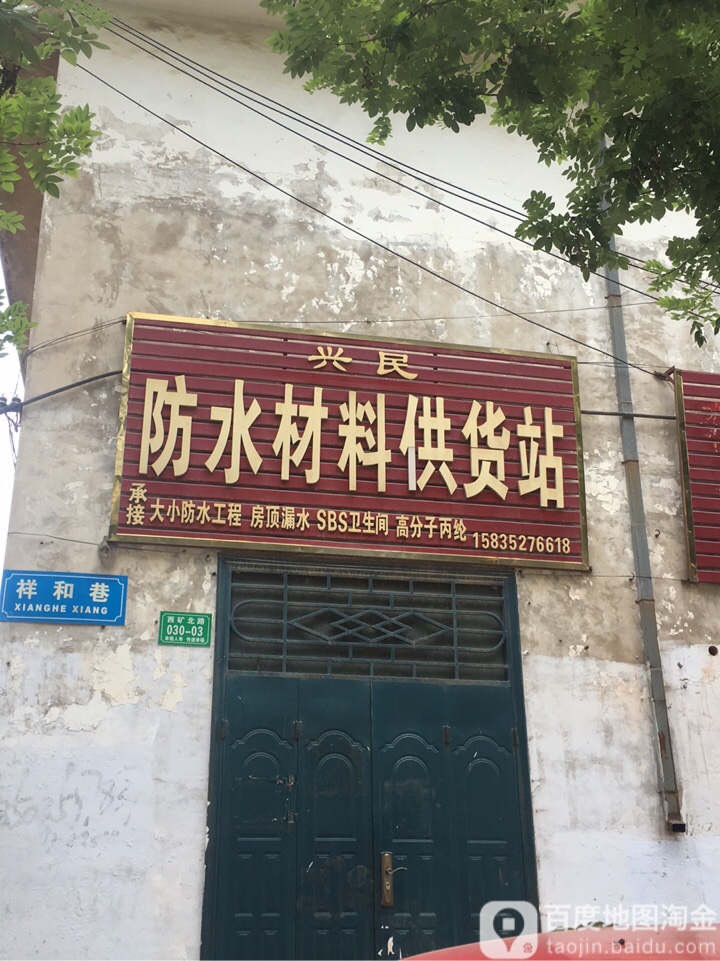 兴民
防水材料供货站
承接 大小防水工程 房顶漏水 SBS卫生间 高分子丙纶 15835276618
祥和巷
XIANGHE XIANG
西矿北路
030-03
百度地图淘金
taojin.baidu.com